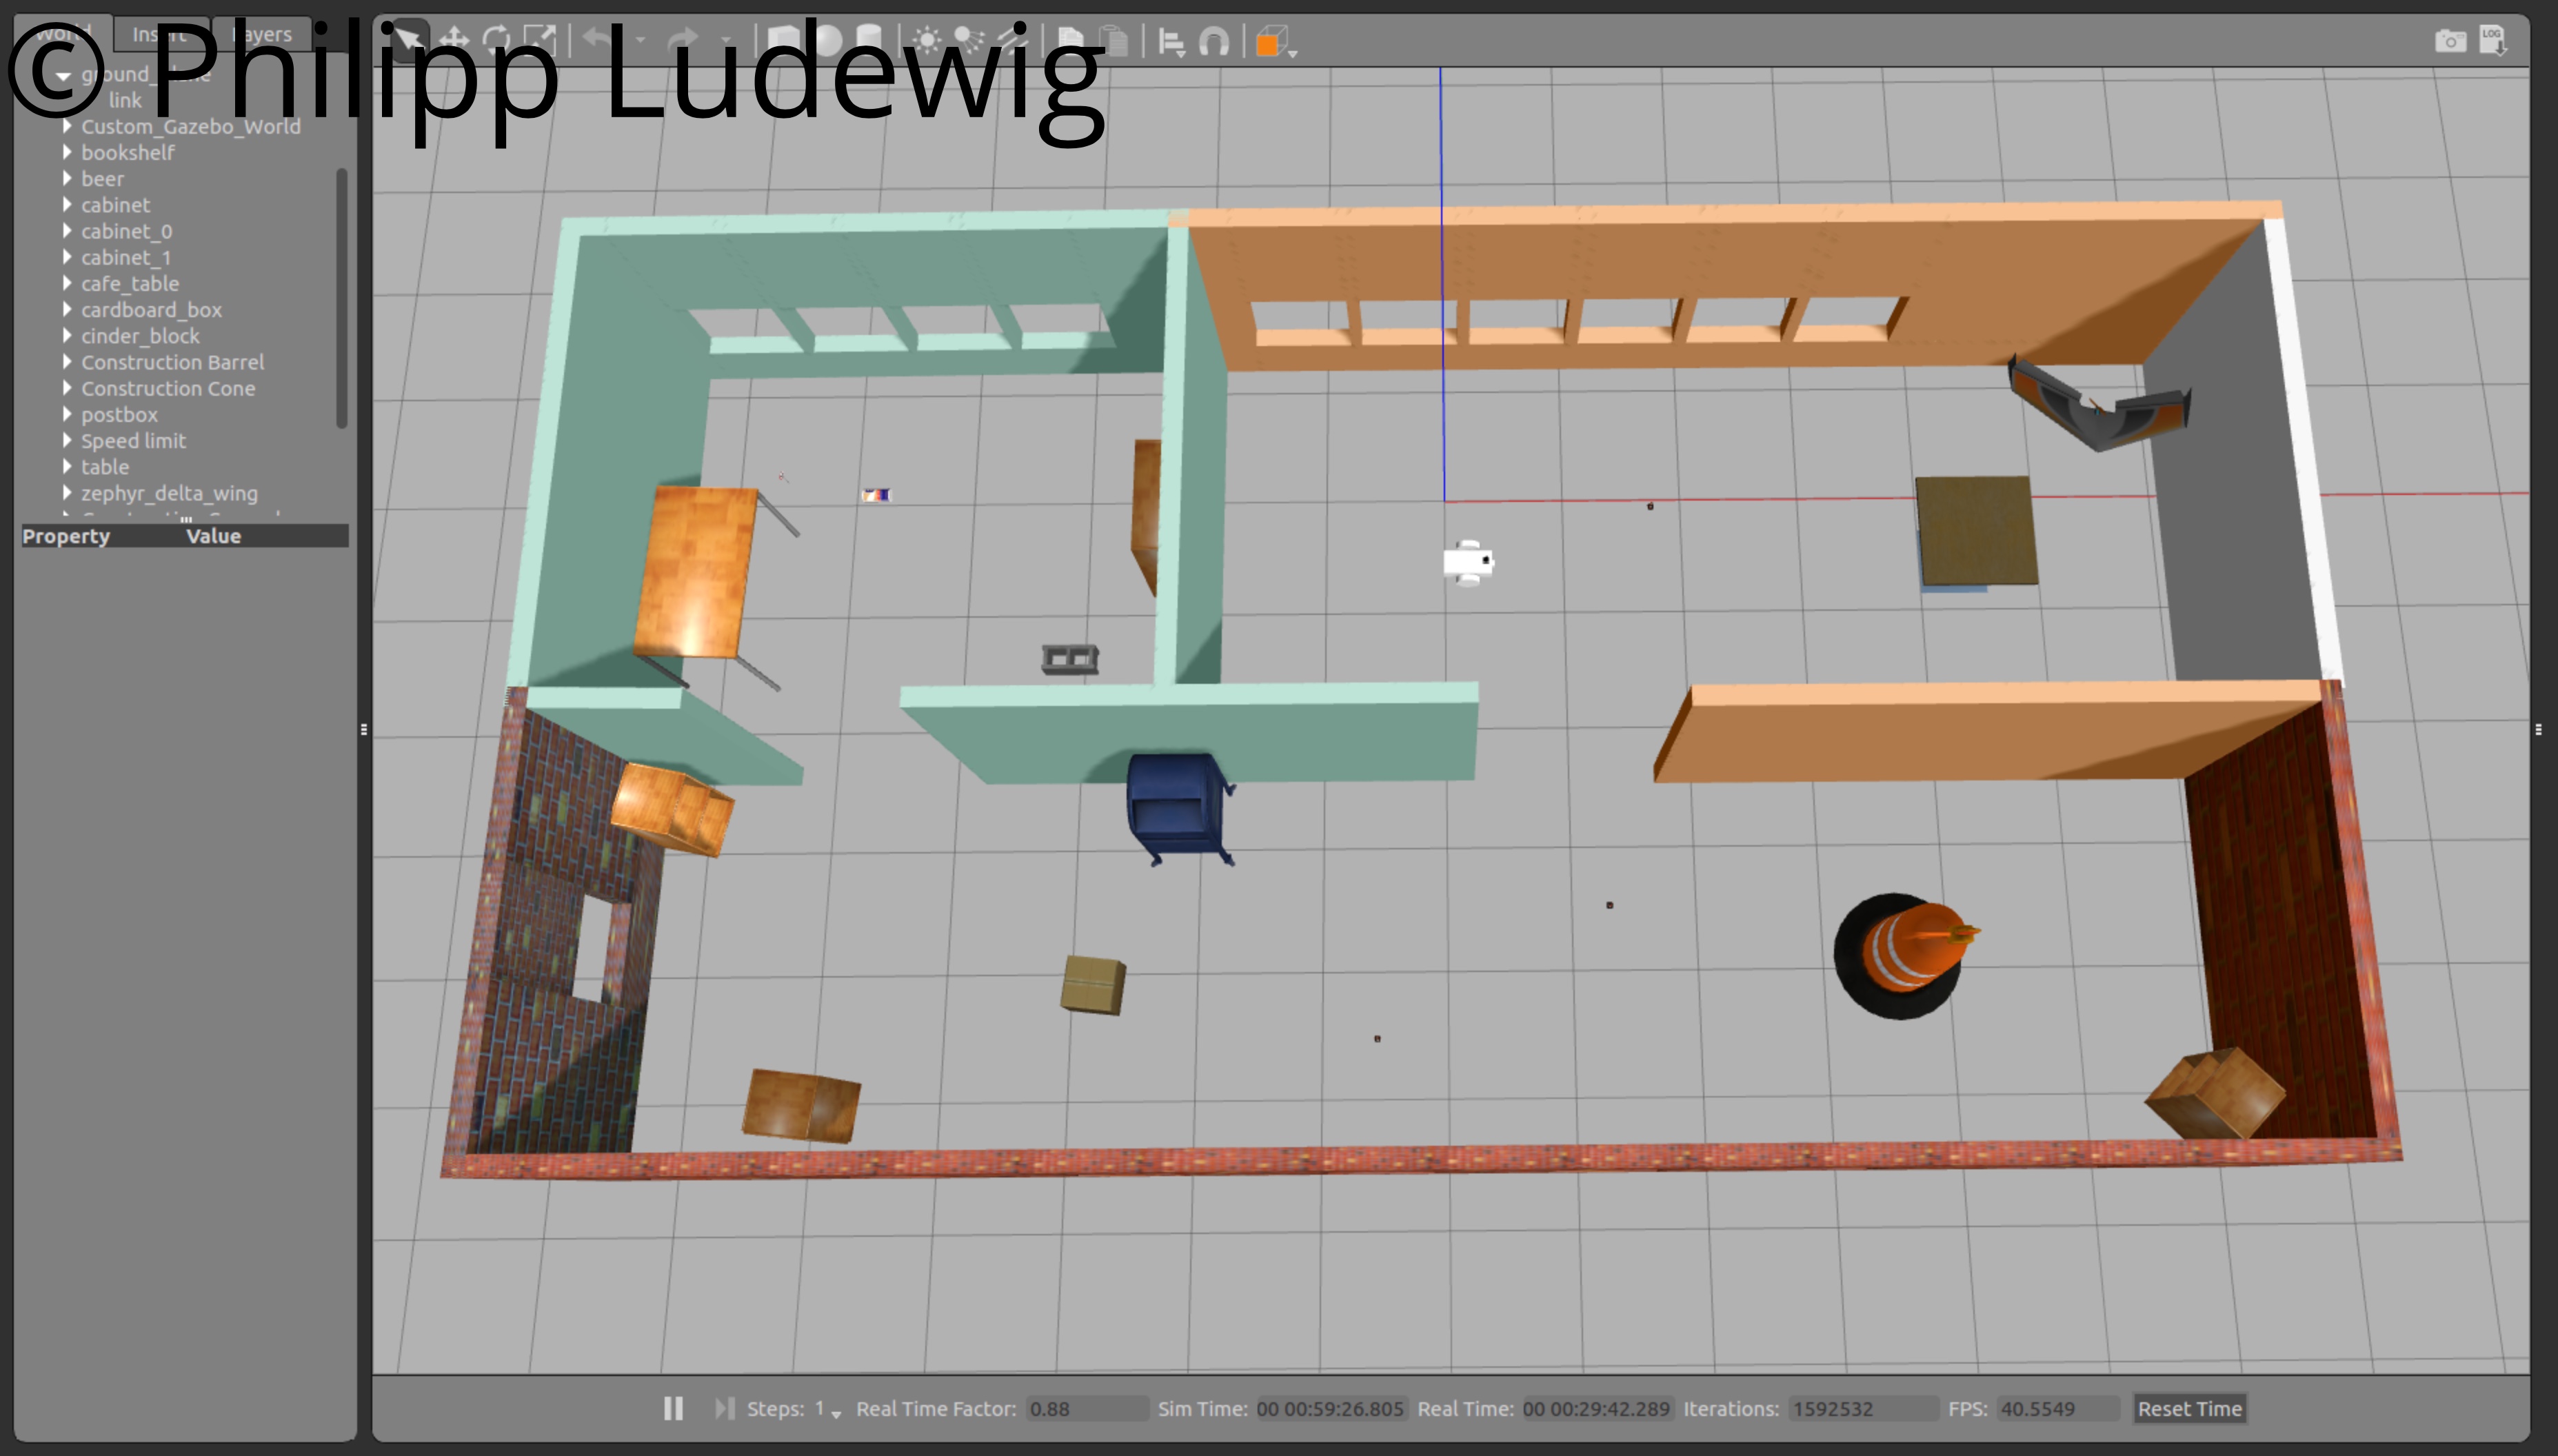 © Philipp Ludewig
World Insert Layers
ground_plane
link
Custom_Gazebo_World
bookshelf
beer
cabinet
cabinet_0
cabinet_1
cafe_table
cardboard_box
cinder_block
Construction Barrel
Construction Cone
postbox
Speed limit
table
zephyr_delta_wing
Property Value
LOG
Steps: 1 Real Time Factor: 0.88 Sim Time: 00 00:59:26.805 Real Time: 00 00:29:42.289 Iterations: 1592532 FPS: 40.5549 Reset Time